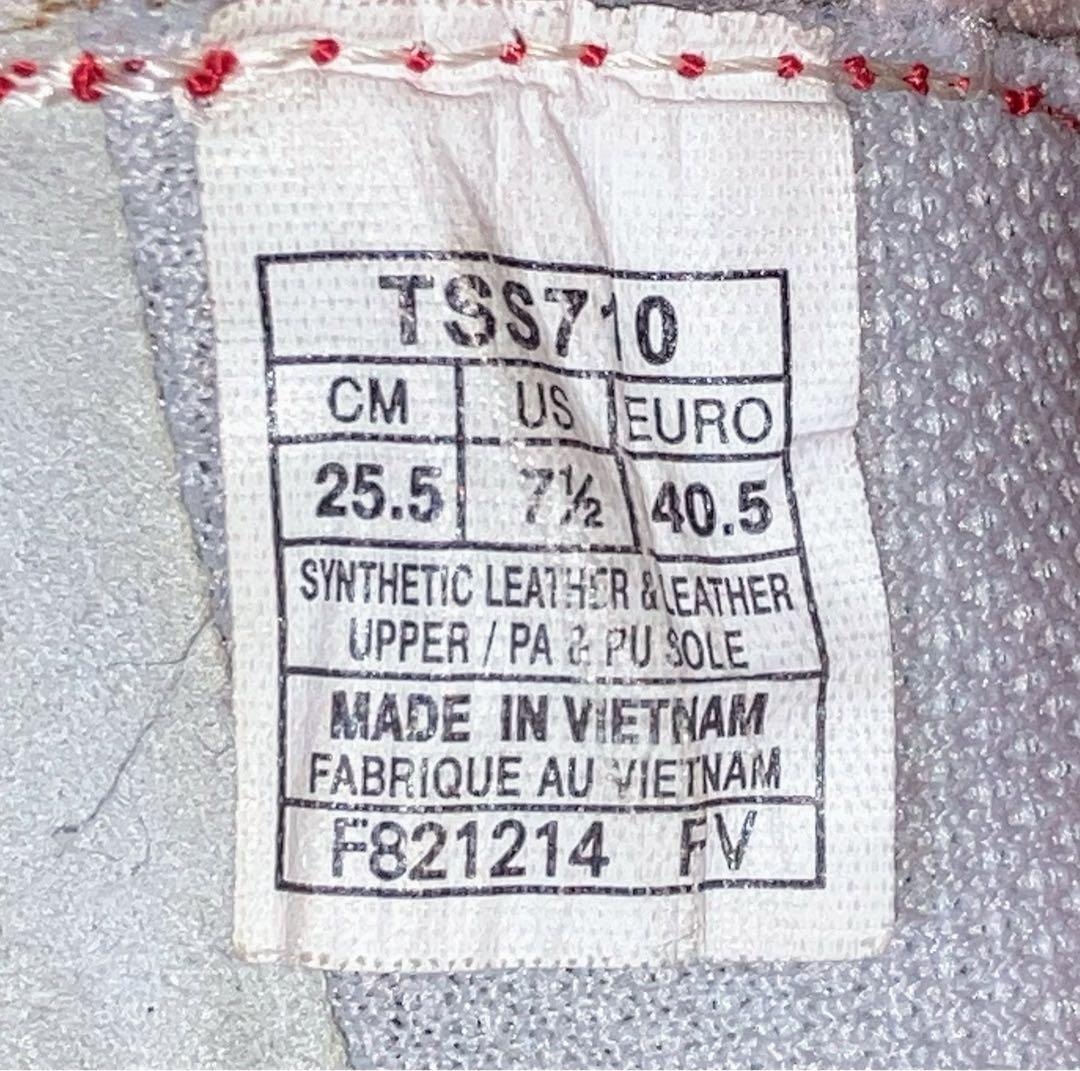 TSS710
CM US EURO
25.5 7½ 40.5
SYNTHETIC LEATHER & LEATHER
UPPER / PA & PU SOLE
MADE IN VIETNAM
FABRIQUE AU VIETNAM
F821214 FV